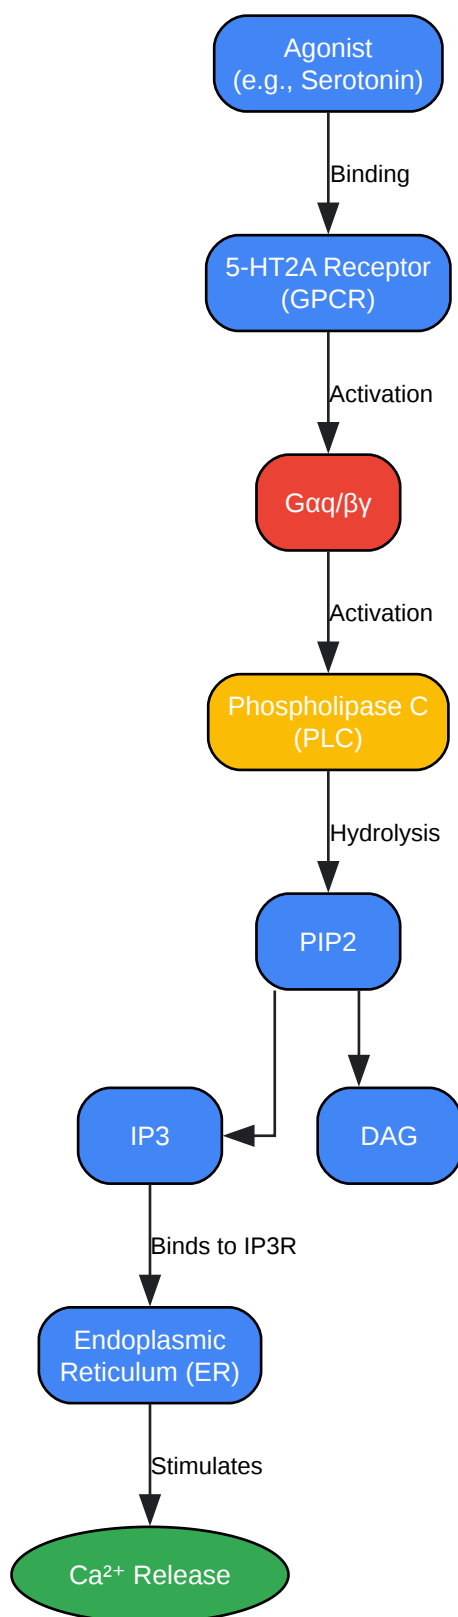 Agonist
(e.g., Serotonin)
Binding
5-HT2A Receptor
(GPCR)
Activation
Gαq/βγ
Activation
Phospholipase C
(PLC)
Hydrolysis
PIP2
IP3
DAG
Binds to IP3R
Endoplasmic
Reticulum (ER)
Stimulates
Ca²⁺ Release